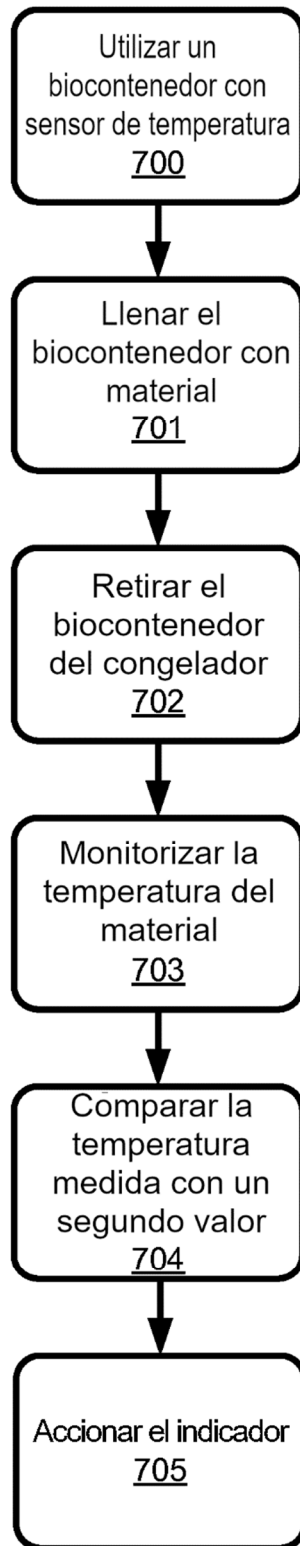 Utilizar un
biocontenedor con
sensor de temperatura
700
Llenar el
biocontenedor con
material
701
Retirar el
biocontenedor
del congelador
702
Monitorizar la
temperatura del
material
703
Comparar la
temperatura
medida con un
segundo valor
704
Accionar el indicador
705